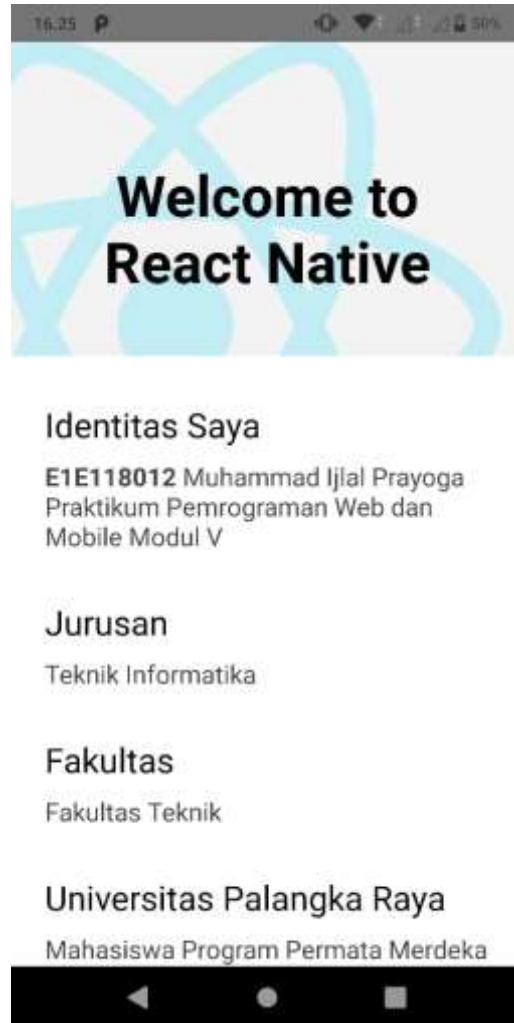 16.25
50%
Welcome to
React Native
Identitas Saya
E1E118012 Muhammad Ijlal Prayoga
Praktikum Pemrograman Web dan
Mobile Modul V
Jurusan
Teknik Informatika
Fakultas
Fakultas Teknik
Universitas Palangka Raya
Mahasiswa Program Permata Merdeka